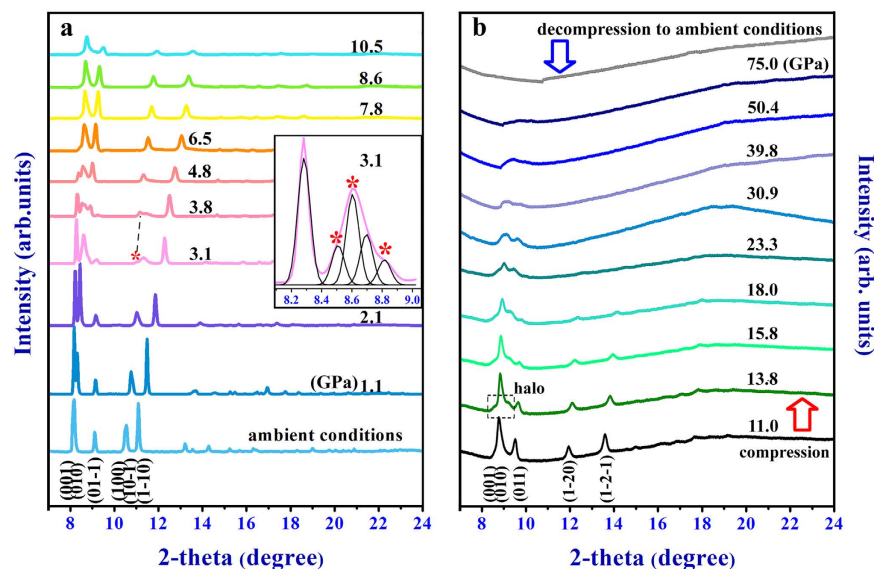 a
10.5
8.6
7.8
6.5
4.8
3.8
3.1
2.1
(GPa) 1.1
ambient conditions
(001)
(010)
(01-1)
(100)
(10-1)
(1-10)
3.1
*
*
*
*
8.2 8.4 8.6 8.8 9.0
8 10 12 14 16 18 20 22 24
2-theta (degree)
Intensity (arb.units)
b
decompression to ambient conditions
75.0 (GPa)
50.4
39.8
30.9
23.3
18.0
15.8
halo
13.8
11.0
compression
(001)
(010)
(011)
(1-20)
(1-2-1)
8 10 12 14 16 18 20 22 24
2-theta (degree)
Intensity (arb. units)